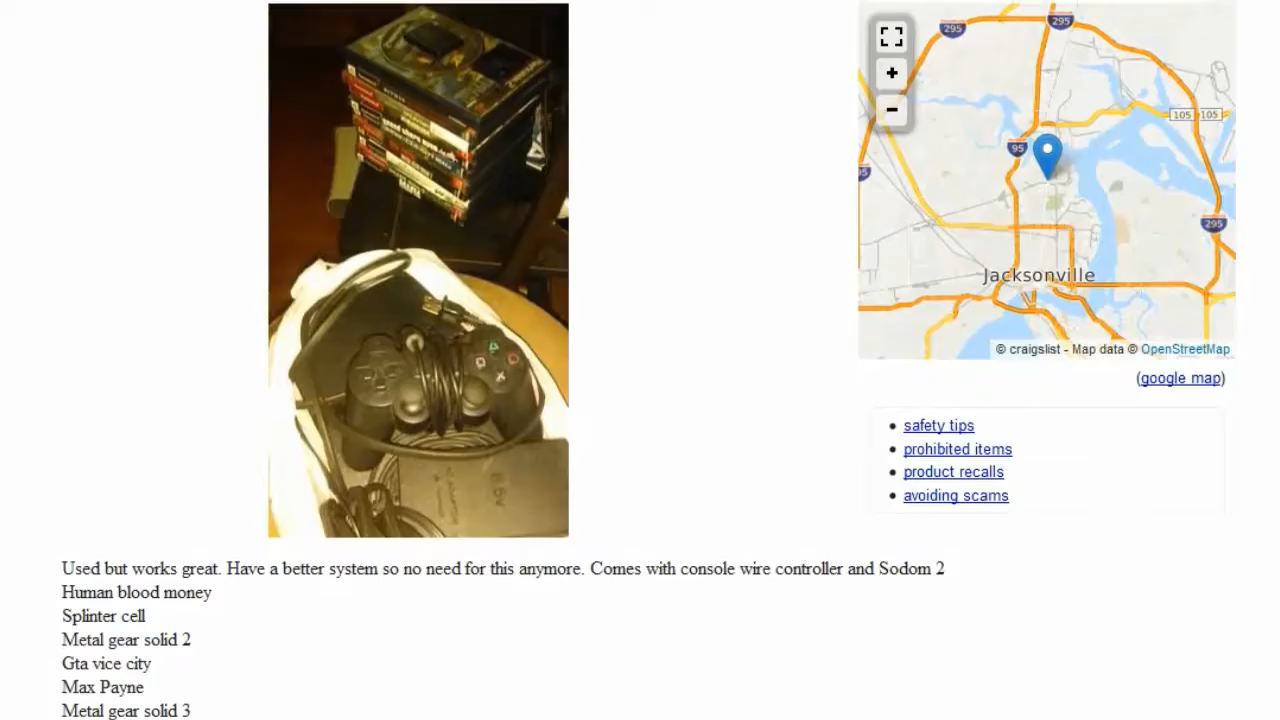 295
295
105
105
95
95
295
Jacksonville
© craigslist - Map data © OpenStreetMap
(google map)
safety tips
prohibited items
product recalls
avoiding scams
8.5V
Used but works great. Have a better system so no need for this anymore. Comes with console wire controller and Sodom 2
Human blood money
Splinter cell
Metal gear solid 2
Gta vice city
Max Payne
Metal gear solid 3